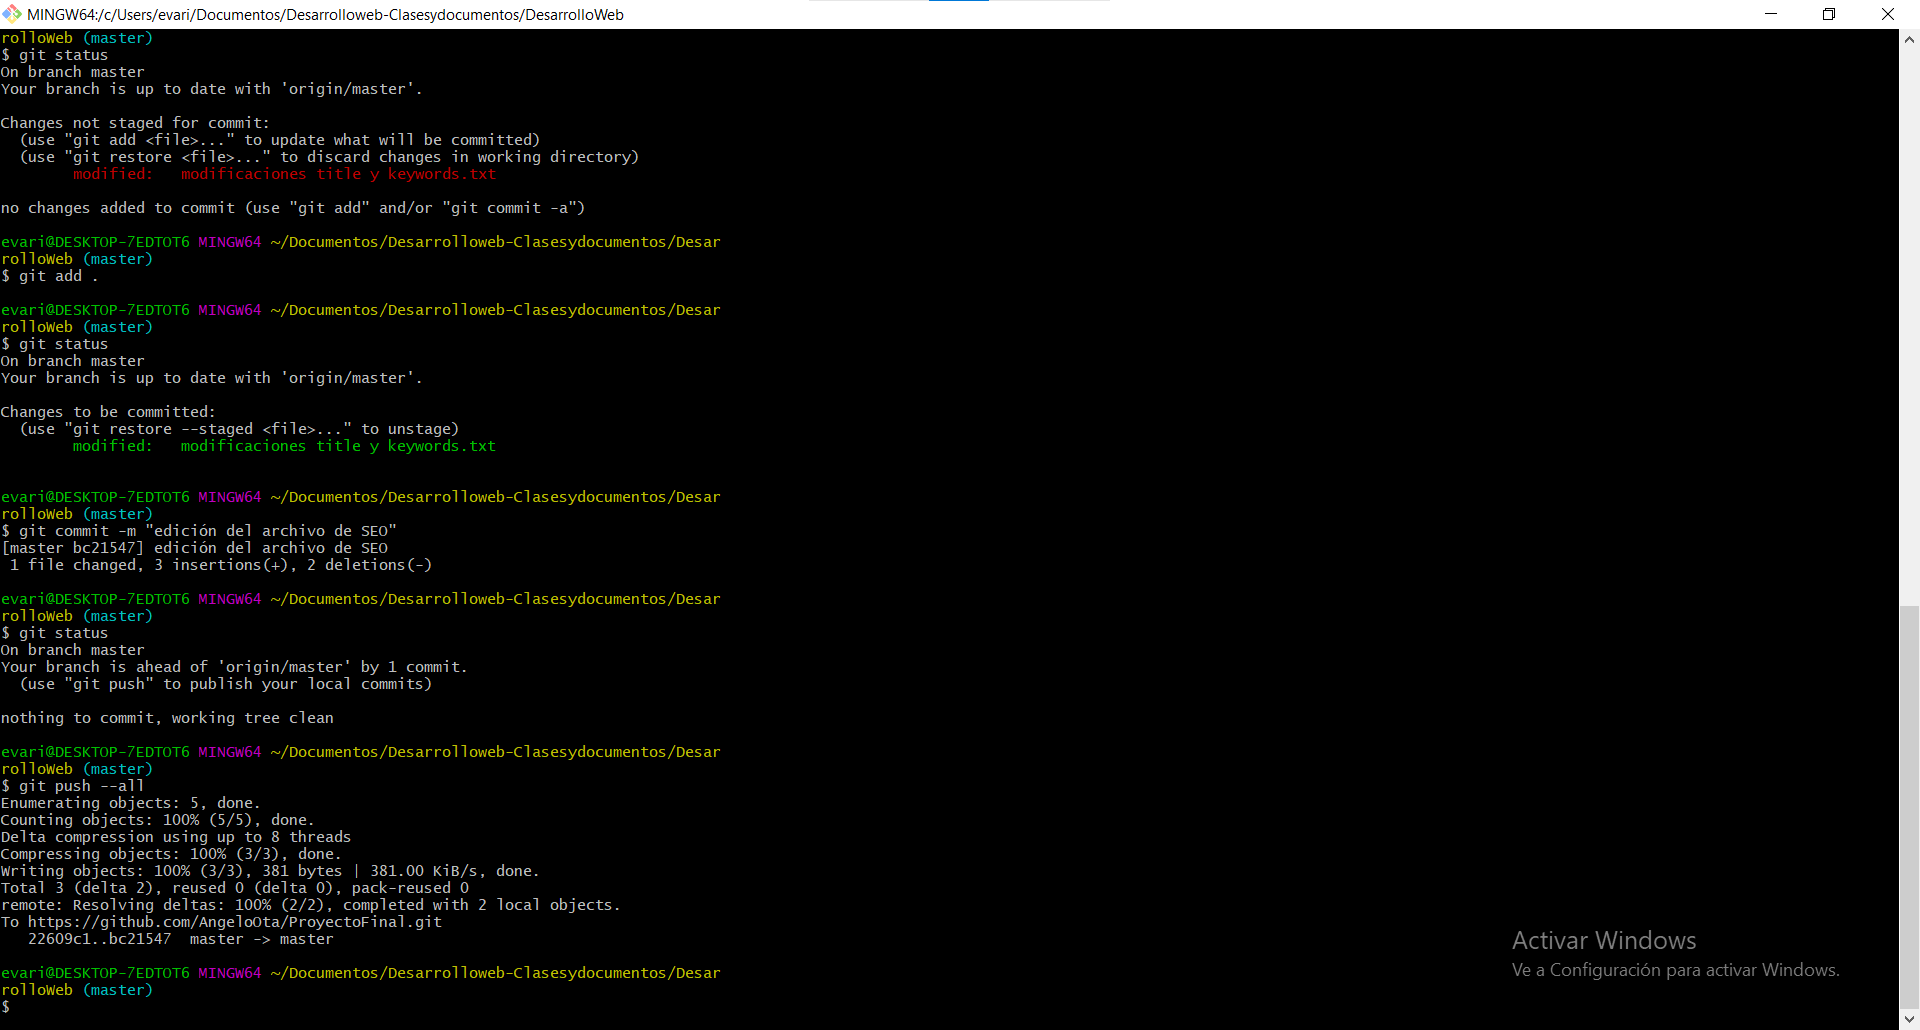 MINGW64:/c/Users/evari/Documentos/Desarrolloweb-Clasesydocumentos/DesarrolloWeb
rolloWeb (master)
$ git status
On branch master
Your branch is up to date with 'origin/master'.
Changes not staged for commit:
  (use "git add <file>..." to update what will be committed)
  (use "git restore <file>..." to discard changes in working directory)
        modified:   modificaciones title y keywords.txt
no changes added to commit (use "git add" and/or "git commit -a")
evari@DESKTOP-7EDTOT6 MINGW64 ~/Documentos/Desarrolloweb-Clasesydocumentos/Desar
rolloWeb (master)
$ git add .
evari@DESKTOP-7EDTOT6 MINGW64 ~/Documentos/Desarrolloweb-Clasesydocumentos/Desar
rolloWeb (master)
$ git status
On branch master
Your branch is up to date with 'origin/master'.
Changes to be committed:
  (use "git restore --staged <file>..." to unstage)
        modified:   modificaciones title y keywords.txt
evari@DESKTOP-7EDTOT6 MINGW64 ~/Documentos/Desarrolloweb-Clasesydocumentos/Desar
rolloWeb (master)
$ git commit -m "edición del archivo de SEO"
[master bc21547] edición del archivo de SEO
 1 file changed, 3 insertions(+), 2 deletions(-)
evari@DESKTOP-7EDTOT6 MINGW64 ~/Documentos/Desarrolloweb-Clasesydocumentos/Desar
rolloWeb (master)
$ git status
On branch master
Your branch is ahead of 'origin/master' by 1 commit.
  (use "git push" to publish your local commits)
nothing to commit, working tree clean
evari@DESKTOP-7EDTOT6 MINGW64 ~/Documentos/Desarrolloweb-Clasesydocumentos/Desar
rolloWeb (master)
$ git push --all
Enumerating objects: 5, done.
Counting objects: 100% (5/5), done.
Delta compression using up to 8 threads
Compressing objects: 100% (3/3), done.
Writing objects: 100% (3/3), 381 bytes | 381.00 KiB/s, done.
Total 3 (delta 2), reused 0 (delta 0), pack-reused 0
remote: Resolving deltas: 100% (2/2), completed with 2 local objects.
To https://github.com/AngeloOta/ProyectoFinal.git
   22609c1..bc21547  master -> master
evari@DESKTOP-7EDTOT6 MINGW64 ~/Documentos/Desarrolloweb-Clasesydocumentos/Desar
rolloWeb (master)
$
Activar Windows
Ve a Configuración para activar Windows.